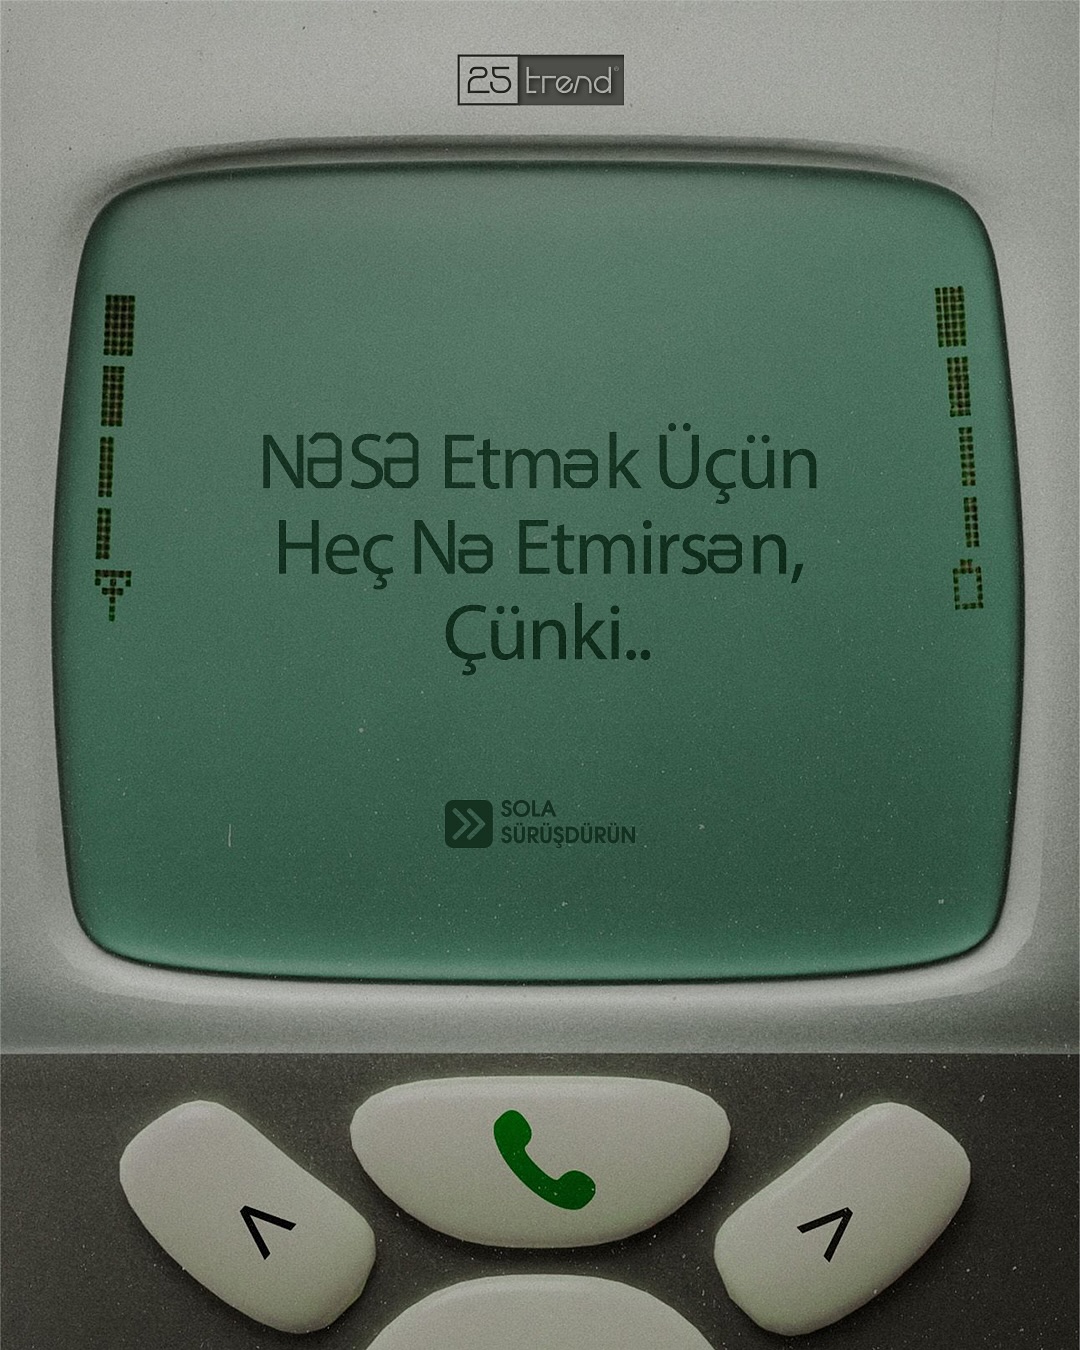 25 trend
Nəsə Etmək Üçün
Heç Nə Etmirsən,
Çünki..
SOLA
SÜRÜŞDÜRÜN